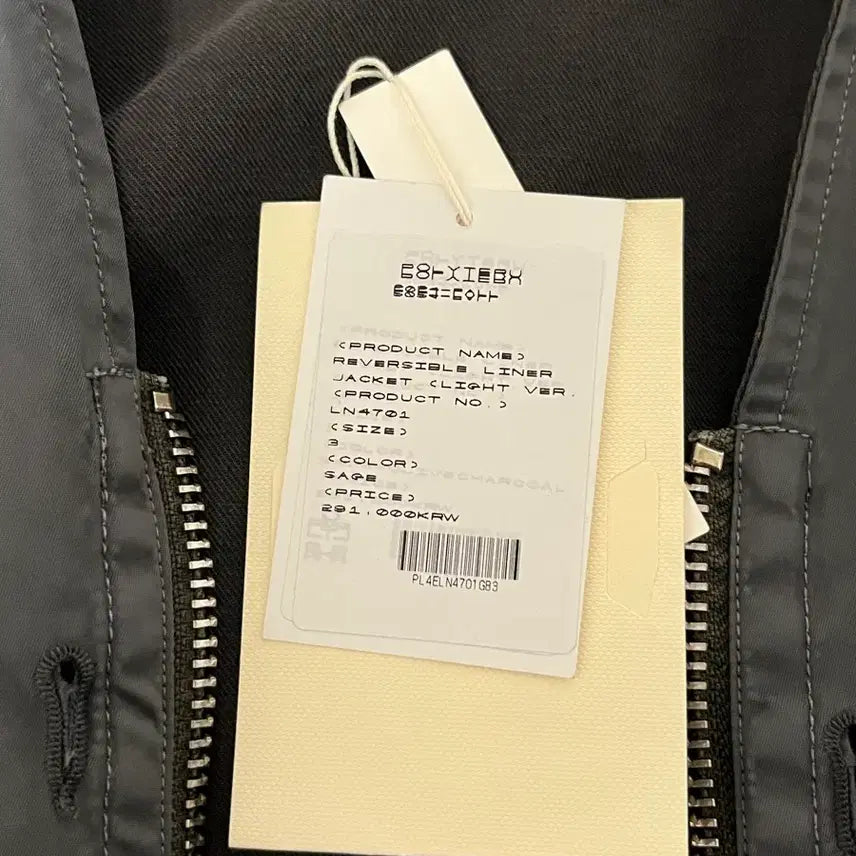 <PRODUCT NAME>
REVERSIBLE LINER
JACKET <LIGHT VER.
<PRODUCT NO.>
LN4701
<SIZE>
3
<COLOR>
SAGE
<PRICE>
291,000KRW
PL4ELN4701GB3